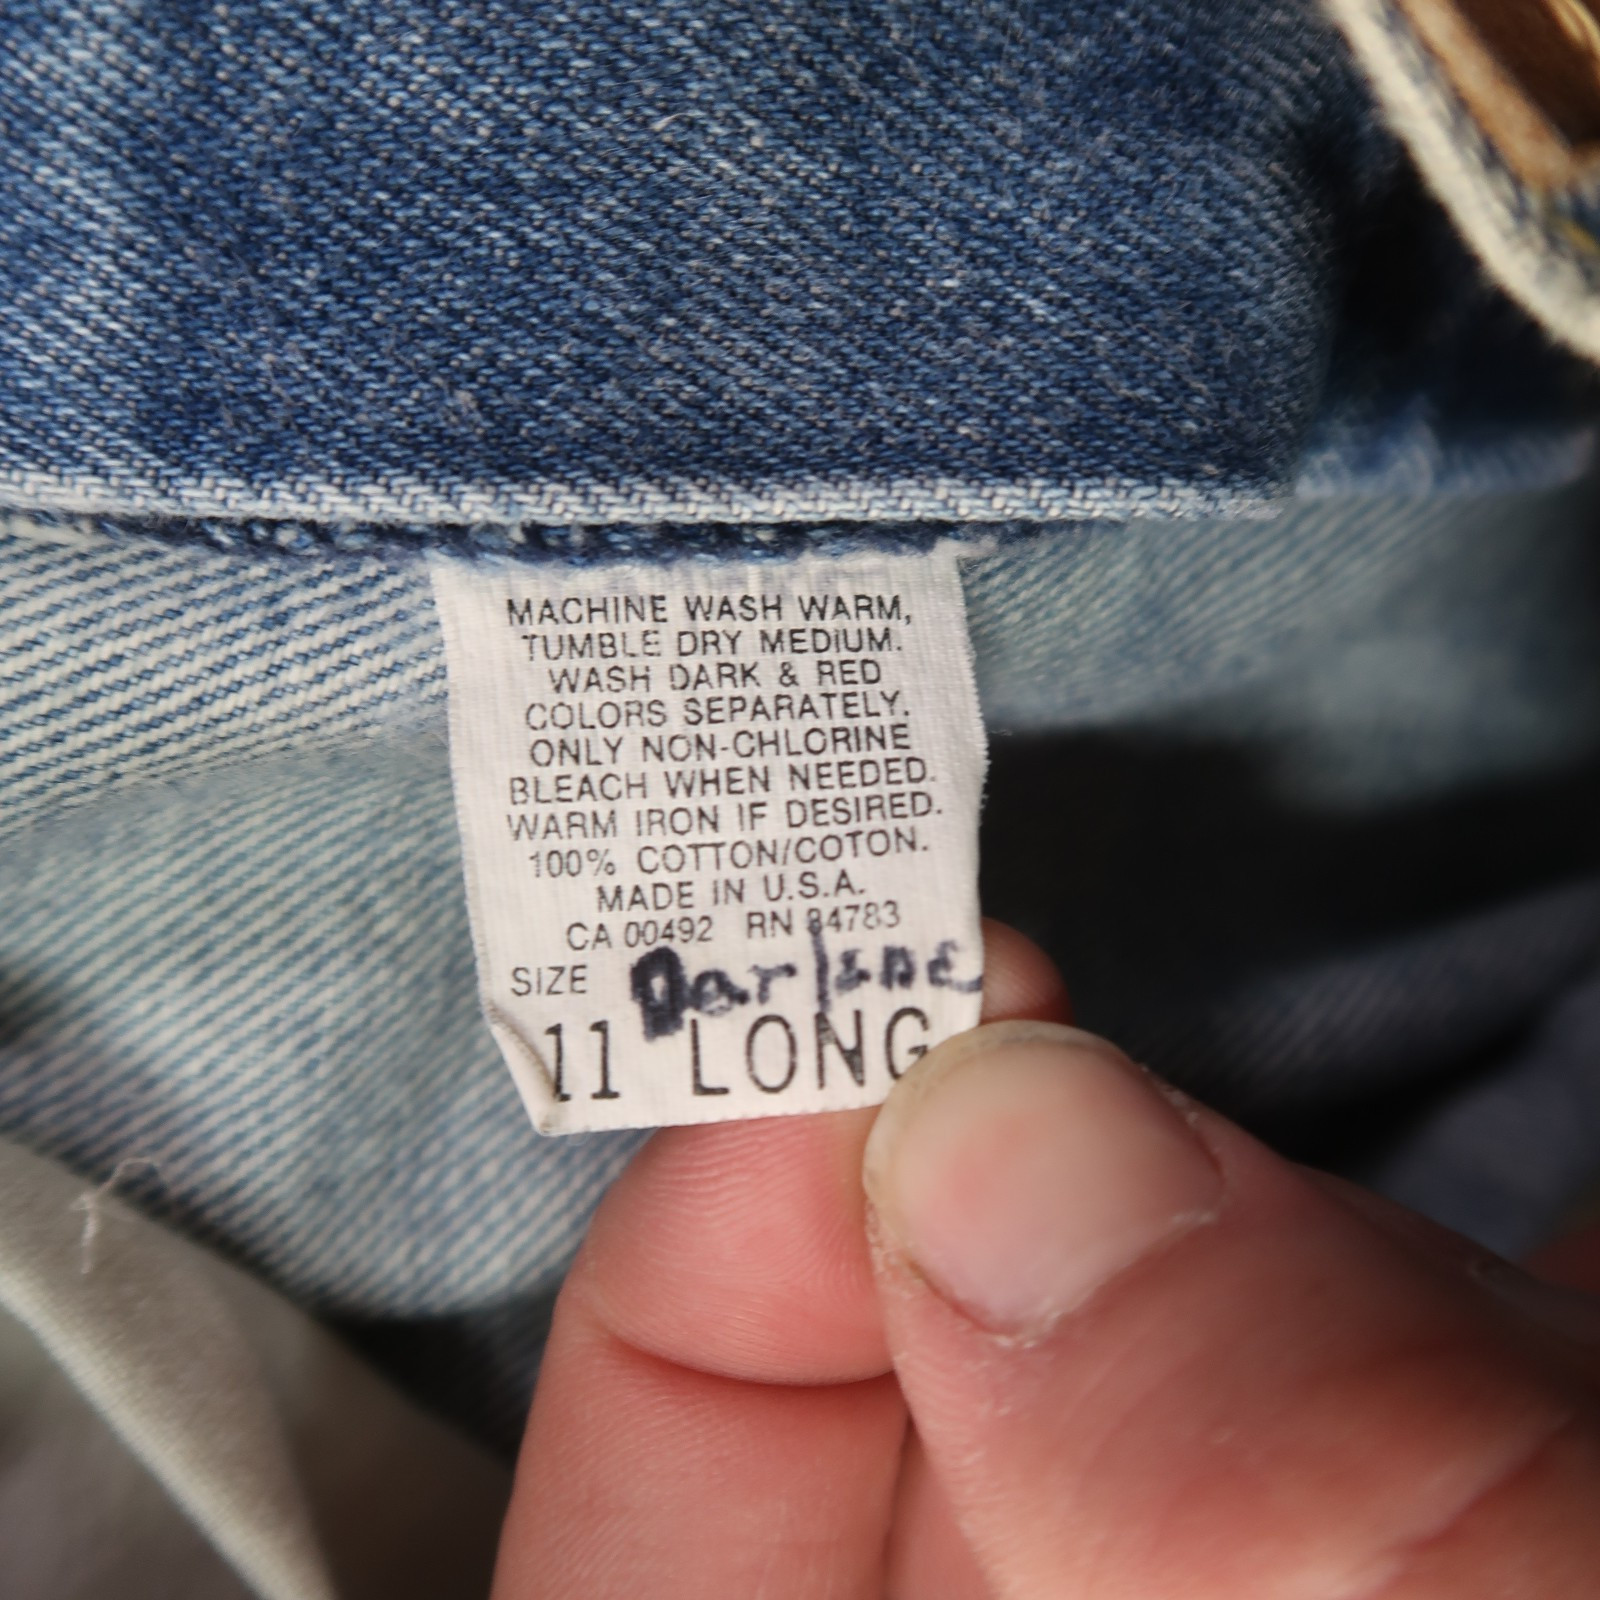 MACHINE WASH WARM,
TUMBLE DRY MEDIUM.
WASH DARK & RED
COLORS SEPARATELY.
ONLY NON-CHLORINE
BLEACH WHEN NEEDED.
WARM IRON IF DESIRED.
100% COTTON/COTON.
MADE IN U.S.A.
CA 00492 RN 84783
SIZE Darlene
11 LONG